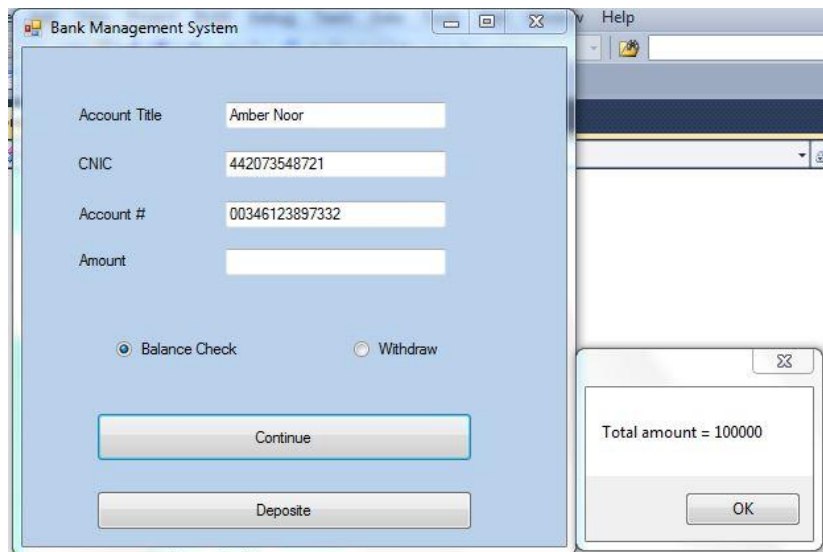 Help
Bank Management System
Account Title
Amber Noor
CNIC
442073548721
Account #
00346123897332
Amount
Balance Check
Withdraw
Continue
Deposite
Total amount = 100000
OK